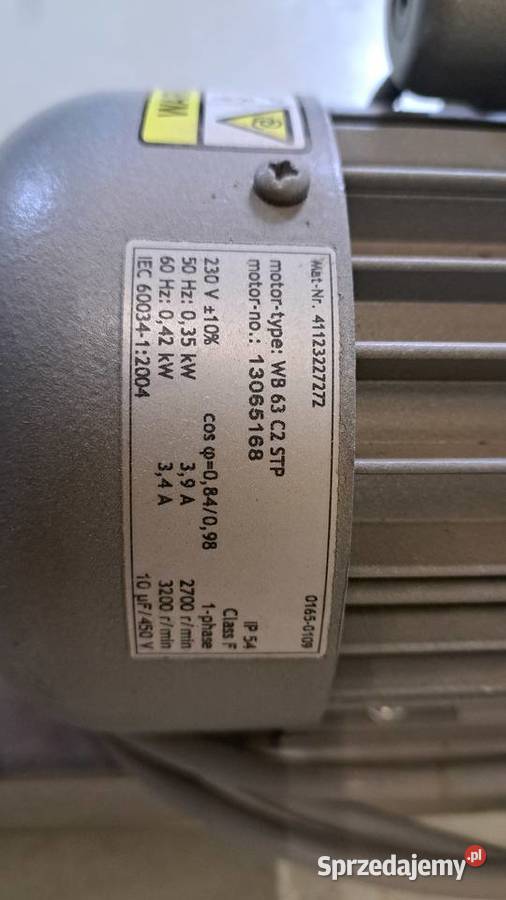 Mat-Nr. 41123227272 0165-0109
motor-type: WB 63 C2 STP
motor-no.: 13065168 IP 54
Class F
230 V ±10% cos φ=0,84/0,98 1-phase
50 Hz: 0,35 kW 3,9 A 2700 r/min
60 Hz: 0,42 kW 3,4 A 3200 r/min
IEC 60034-1:2004 10 µF/450 V
Sprzedajemy.pl